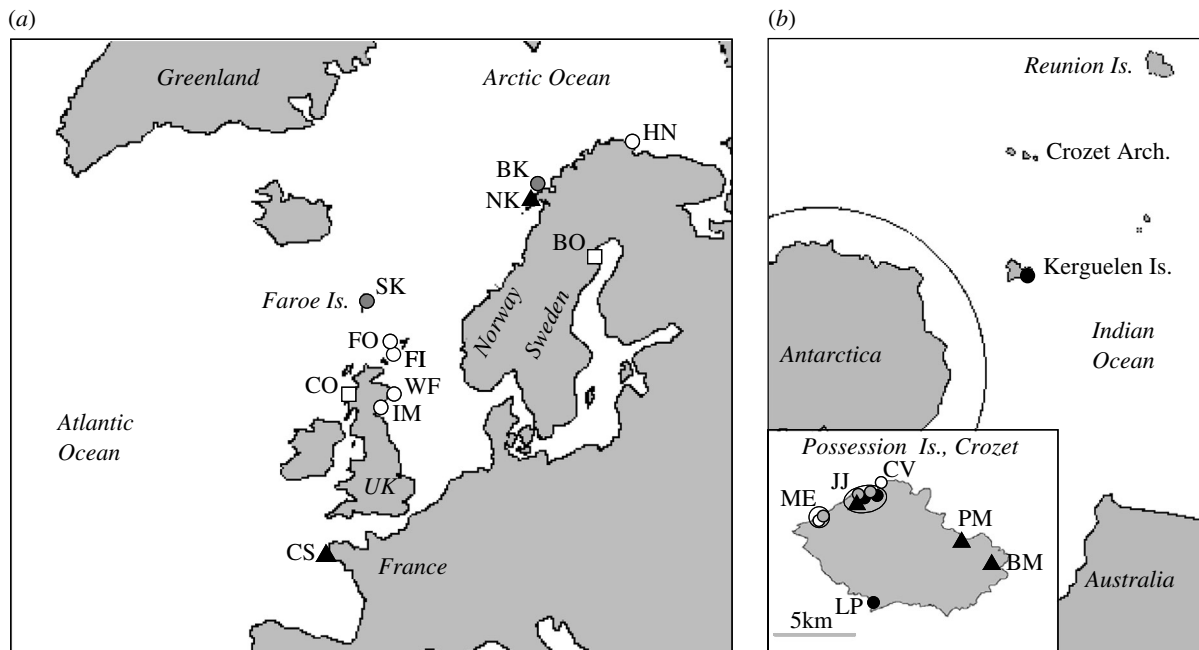 (a)
Greenland
Arctic Ocean
HN
BK
NK
BO
SK
Faroe Is.
Norway
Sweden
FO
FI
CO
WF
IM
Atlantic
Ocean
UK
CS
France
(b)
Reunion Is.
Crozet Arch.
Kerguelen Is.
Antarctica
Indian
Ocean
Possession Is., Crozet
CV
JJ
ME
PM
BM
LP
5km
Australia